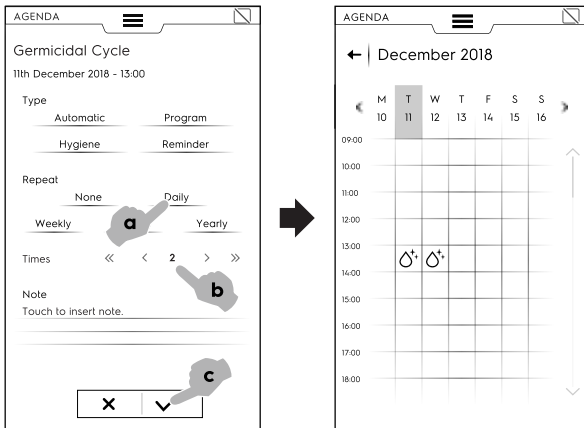 AGENDA
Germicidal Cycle
11th December 2018 - 13:00
Type
Automatic Program
Hygiene Reminder
Repeat
None Daily
Weekly Yearly
a
Times « < 2 > »
b
Note
Touch to insert note.
c
AGENDA
December 2018
M T W T F S S
10 11 12 13 14 15 16
09:00
10:00
11:00
12:00
13:00
14:00
15:00
16:00
17:00
18:00